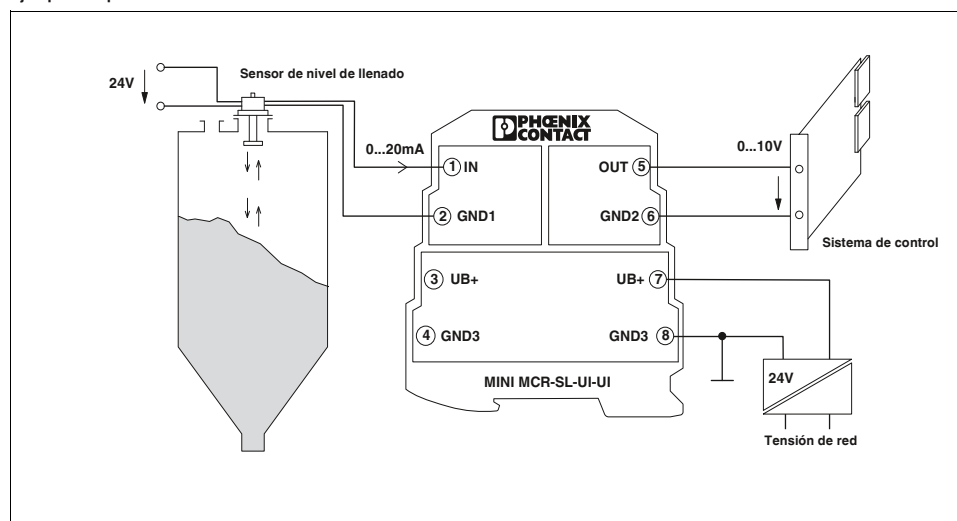 Sensor de nivel de llenado
24V
PHŒNIX
CONTACT
0...20mA
0...10V
1 IN
OUT 5
2 GND1
GND2 6
Sistema de control
3 UB+
UB+ 7
4 GND3
GND3 8
MINI MCR-SL-UI-UI
24V
Tensión de red